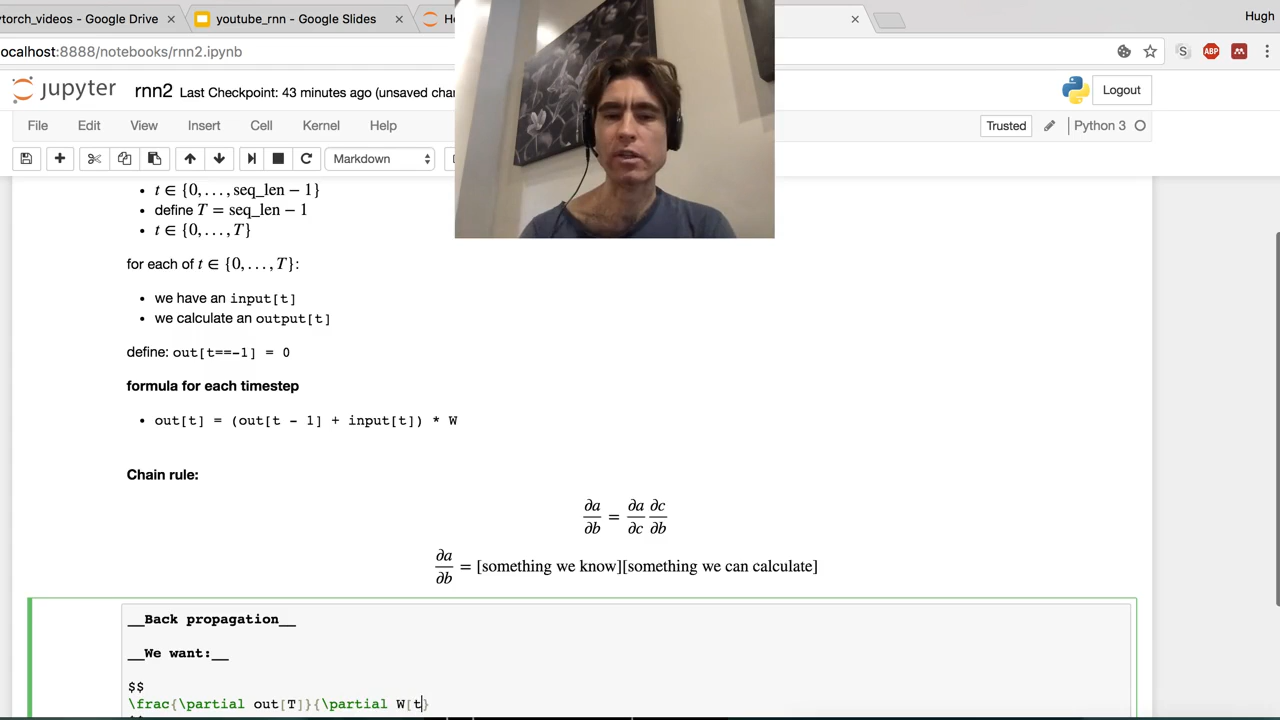 ytorch_videos - Google Drive × youtube_rnn - Google Slides × Ho × Hugh
ocalhost:8888/notebooks/rnn2.ipynb S ABP
jupyter rnn2 Last Checkpoint: 43 minutes ago (unsaved char Logout
File Edit View Insert Cell Kernel Help Trusted Python 3
Markdown
• t ∈ {0, . . . , seq_len − 1}
• define T = seq_len − 1
• t ∈ {0, . . . , T}
for each of t ∈ {0, . . . , T}:
• we have an input[t]
• we calculate an output[t]
define: out[t==-1] = 0
formula for each timestep
• out[t] = (out[t - 1] + input[t]) * W
Chain rule:
∂a/∂b = ∂a/∂c ∂c/∂b
∂a/∂b = [something we know][something we can calculate]
__Back propagation__
__We want:__
$$
\frac{\partial out[T]}{\partial W[t}